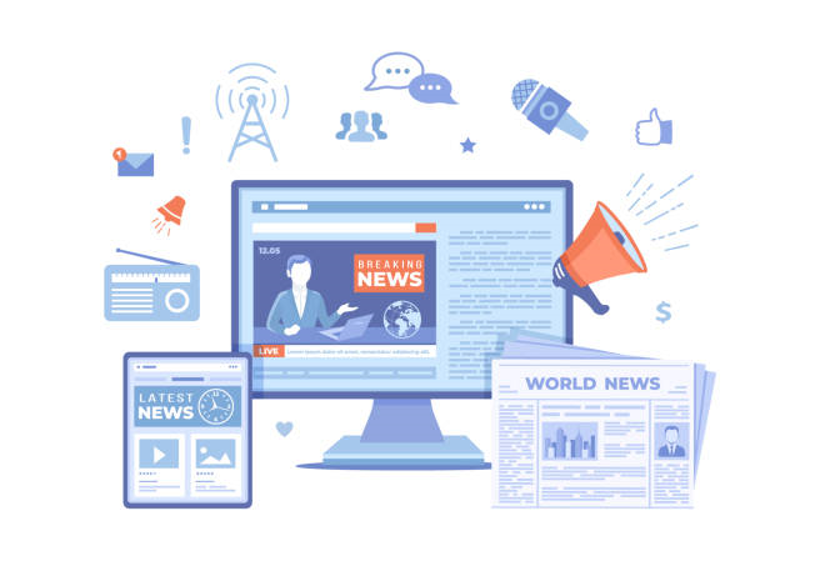 12.05
BREAKING
NEWS
LIVE
Lorem ipsum dolor sit amet, consectetur adipiscing elit.
LATEST
NEWS
WORLD NEWS
$